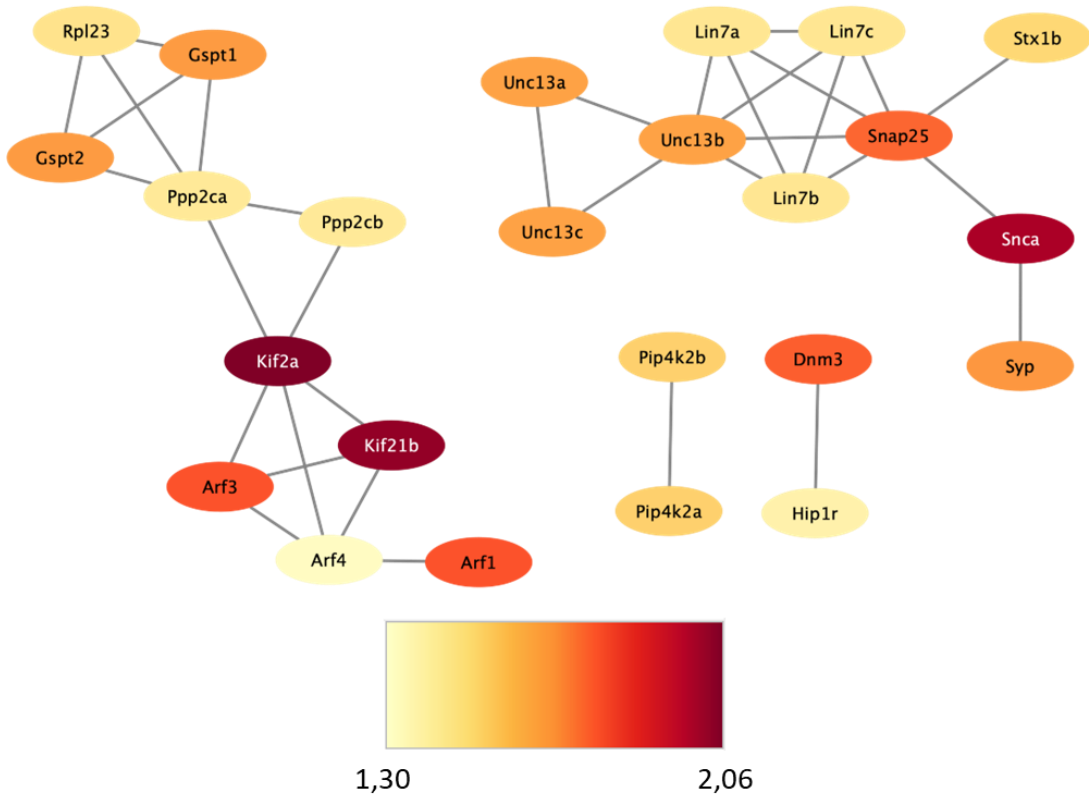 Rpl23
Gspt1
Gspt2
Ppp2ca
Ppp2cb
Kif2a
Kif21b
Arf3
Arf4
Arf1
Lin7a
Lin7c
Stx1b
Unc13a
Unc13b
Snap25
Lin7b
Unc13c
Snca
Pip4k2b
Dnm3
Syp
Pip4k2a
Hip1r
1,30
2,06